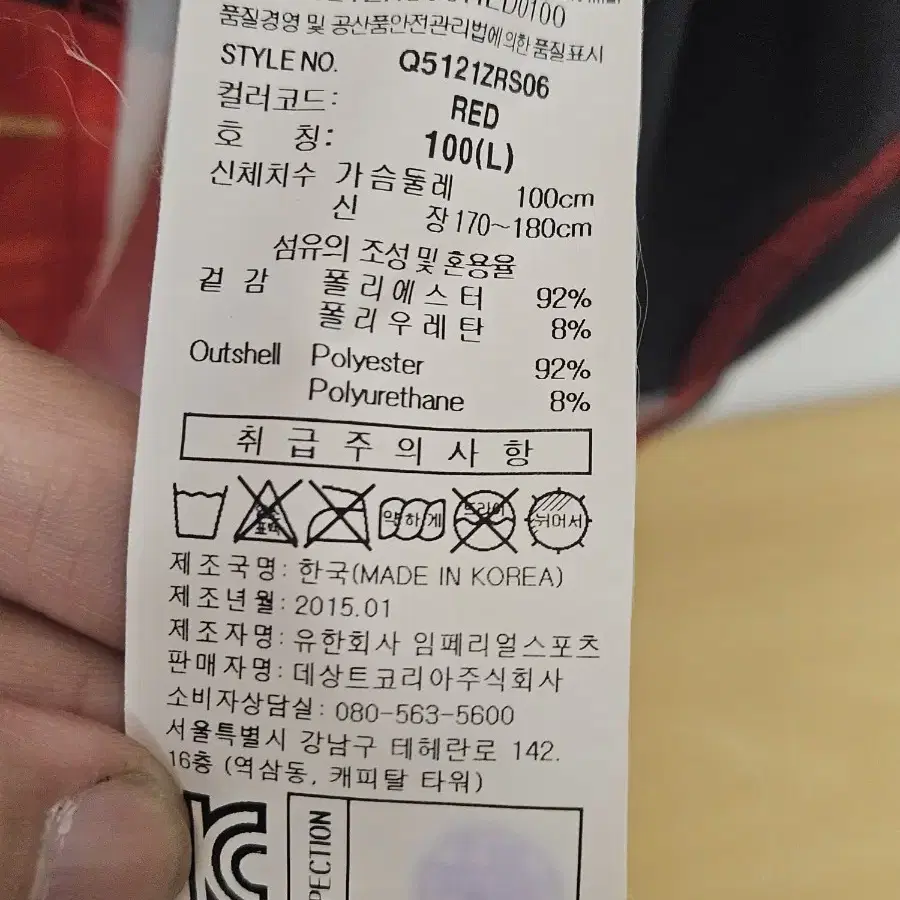 ED0100
품질경영 및 공산품안전관리법에의한 품질표시
STYLE NO. Q5121ZRS06
컬러코드: RED
호 칭: 100(L)
신체치수 가슴둘레 100cm
신 장 170~180cm
섬유의 조성 및 혼용율
겉 감 폴리에스터 92%
폴리우레탄 8%
Outshell Polyester 92%
Polyurethane 8%
취급주의사항
약하게 드라이 뉘어서
제조국명: 한국(MADE IN KOREA)
제조년월: 2015.01
제조자명: 유한회사 임페리얼스포츠
판매자명: 데상트코리아주식회사
소비자상담실: 080-563-5600
서울특별시 강남구 테헤란로 142.
16층 (역삼동, 캐피탈 타워)
PECTION